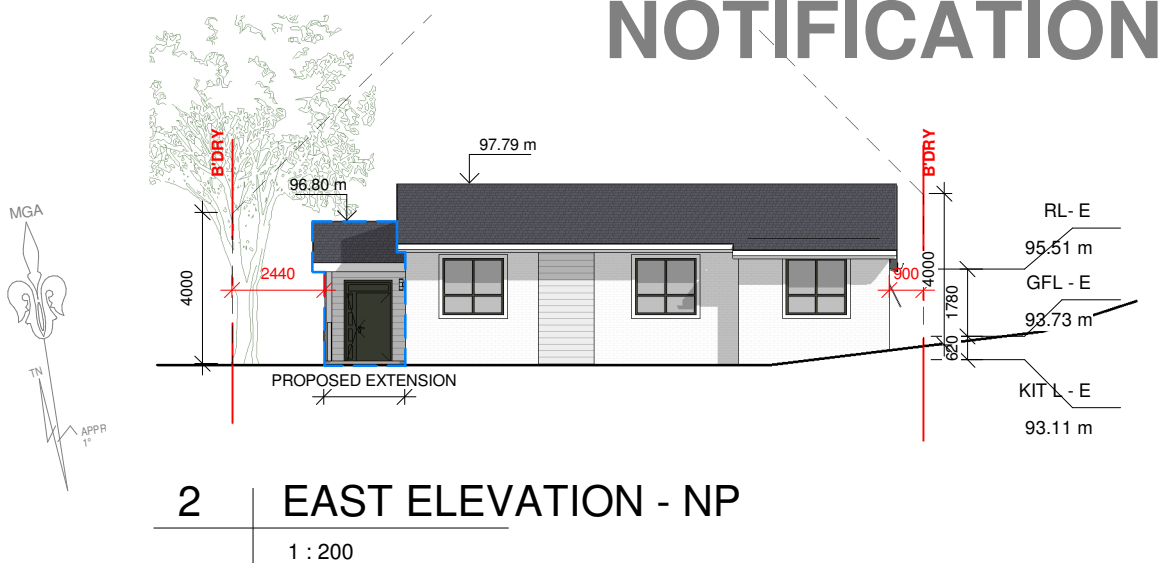 NOTIFICATION
97.79 m
B'DRY
B'DRY
96.80 m
MGA
RL - E
95.51 m
4000
2440
900
4000
1780
GFL - E
93.73 m
620
TN
PROPOSED EXTENSION
KIT L - E
93.11 m
APPR
1°
2
EAST ELEVATION - NP
1 : 200